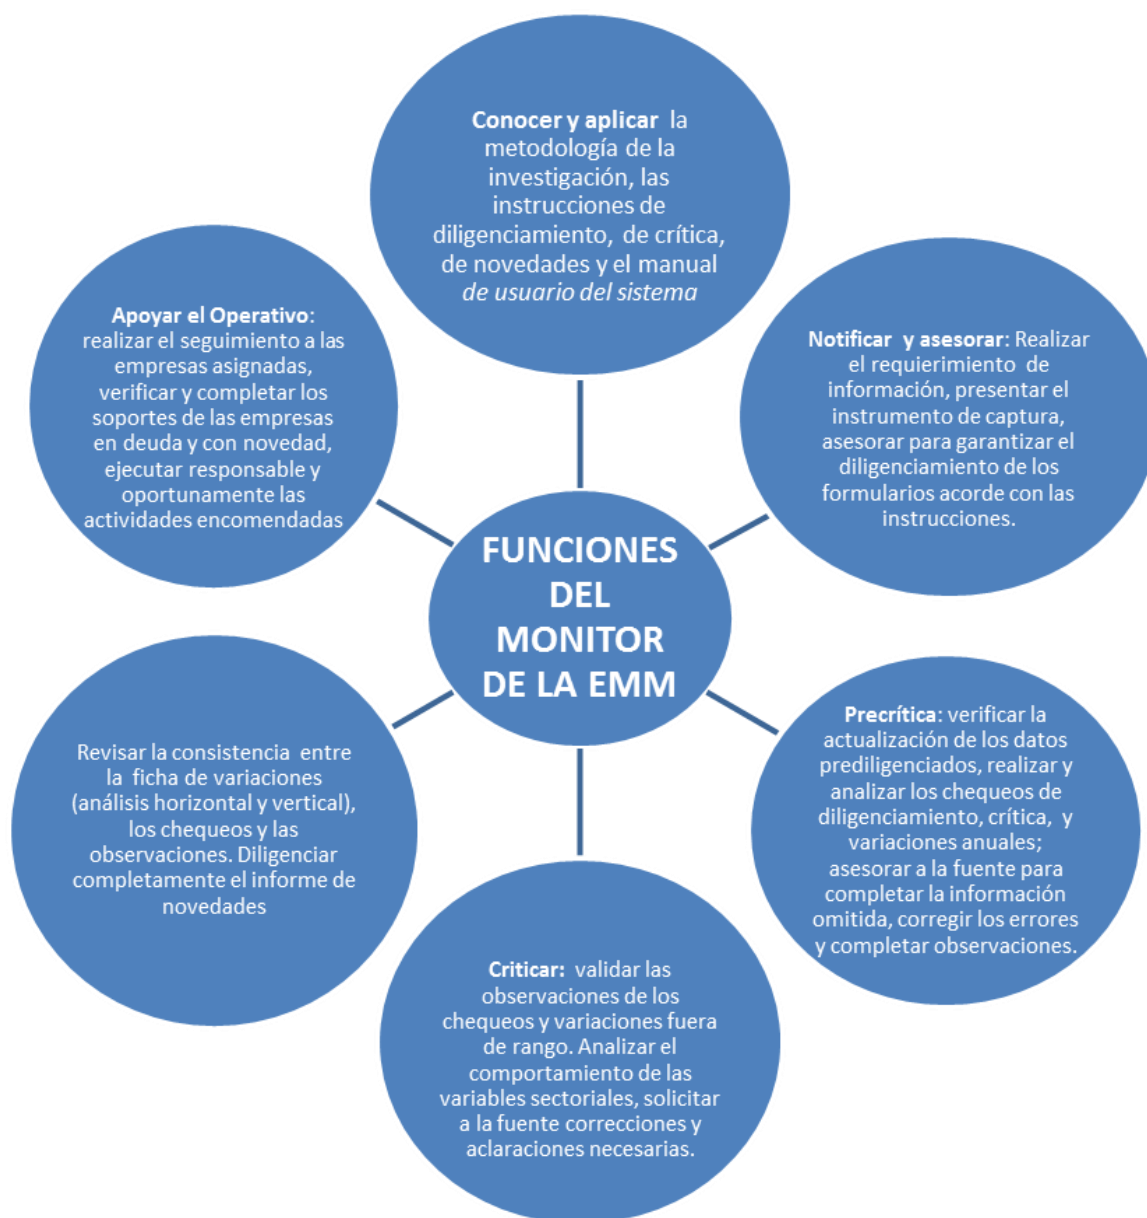 Conocer y aplicar la
metodología de la
investigación, las
instrucciones de
diligenciamiento, de crítica,
de novedades y el manual
de usuario del sistema
Notificar y asesorar: Realizar
el requierimiento de
información, presentar el
instrumento de captura,
asesorar para garantizar el
diligenciamiento de los
formularios acorde con las
instrucciones.
Precrítica: verificar la
actualización de los datos
prediligenciados, realizar y
analizar los chequeos de
diligenciamiento, crítica, y
variaciones anuales;
asesorar a la fuente para
completar la información
omitida, corregir los errores
y completar observaciones.
Criticar: validar las
observaciones de los
chequeos y variaciones fuera
de rango. Analizar el
comportamiento de las
variables sectoriales, solicitar
a la fuente correcciones y
aclaraciones necesarias.
Revisar la consistencia entre
la ficha de variaciones
(análisis horizontal y vertical),
los chequeos y las
observaciones. Diligenciar
completamente el informe de
novedades
Apoyar el Operativo:
realizar el seguimiento a las
empresas asignadas,
verificar y completar los
soportes de las empresas
en deuda y con novedad,
ejecutar responsable y
oportunamente las
actividades encomendadas
FUNCIONES
DEL
MONITOR
DE LA EMM